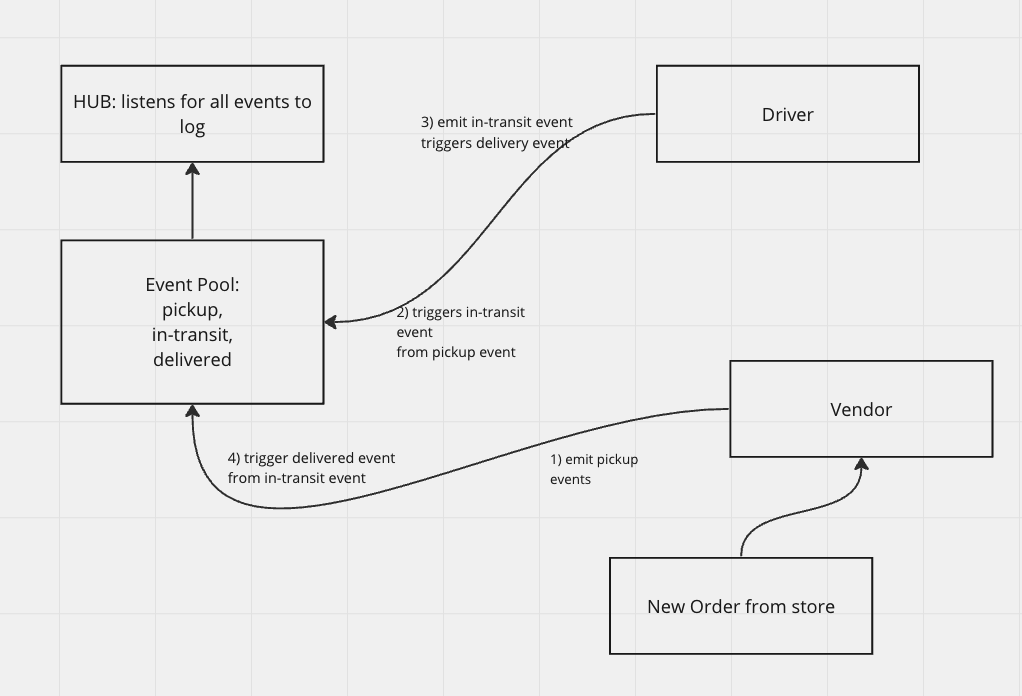 HUB: listens for all events to
log
3) emit in-transit event
triggers delivery event
Driver
Event Pool:
pickup,
in-transit,
delivered
2) triggers in-transit
event
from pickup event
Vendor
4) trigger delivered event
from in-transit event
1) emit pickup
events
New Order from store